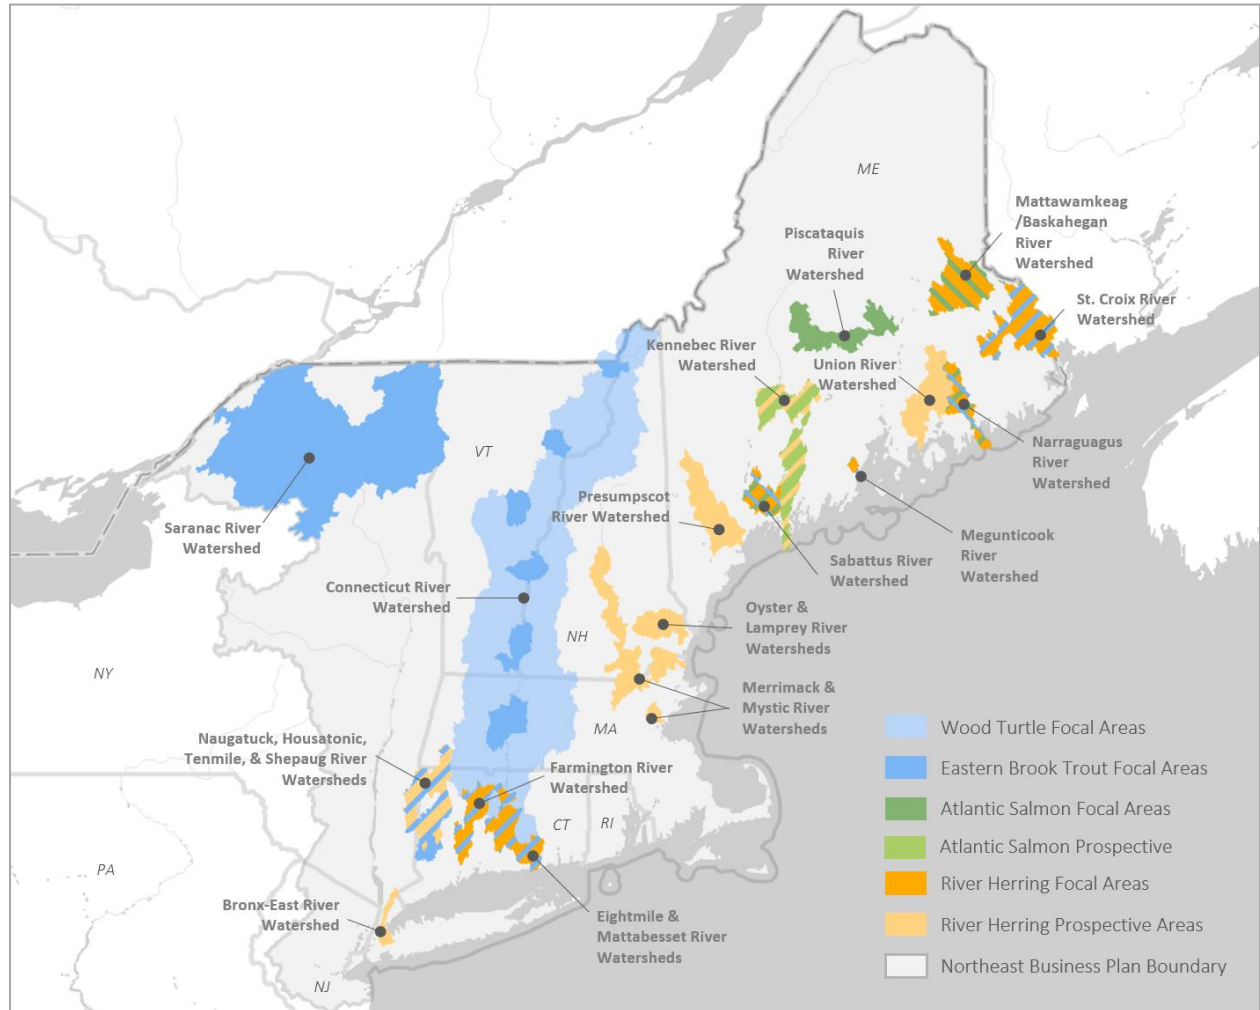 ME
Mattawamkeag
/Baskahegan
River
Watershed
Piscataquis
River
Watershed
St. Croix River
Watershed
Kennebec River
Watershed
Union River
Watershed
Narraguagus
River
Watershed
VT
Saranac River
Watershed
Presumpscot
River Watershed
Sabattus River
Watershed
Megunticook
River
Watershed
Connecticut River
Watershed
NH
Oyster &
Lamprey River
Watersheds
NY
Merrimack &
Mystic River
Watersheds
MA
Naugatuck, Housatonic,
Tenmile, & Shepaug River
Watersheds
Farmington River
Watershed
CT
RI
PA
Bronx-East River
Watershed
Eightmile &
Mattabesset River
Watersheds
NJ
Wood Turtle Focal Areas
Eastern Brook Trout Focal Areas
Atlantic Salmon Focal Areas
Atlantic Salmon Prospective
River Herring Focal Areas
River Herring Prospective Areas
Northeast Business Plan Boundary